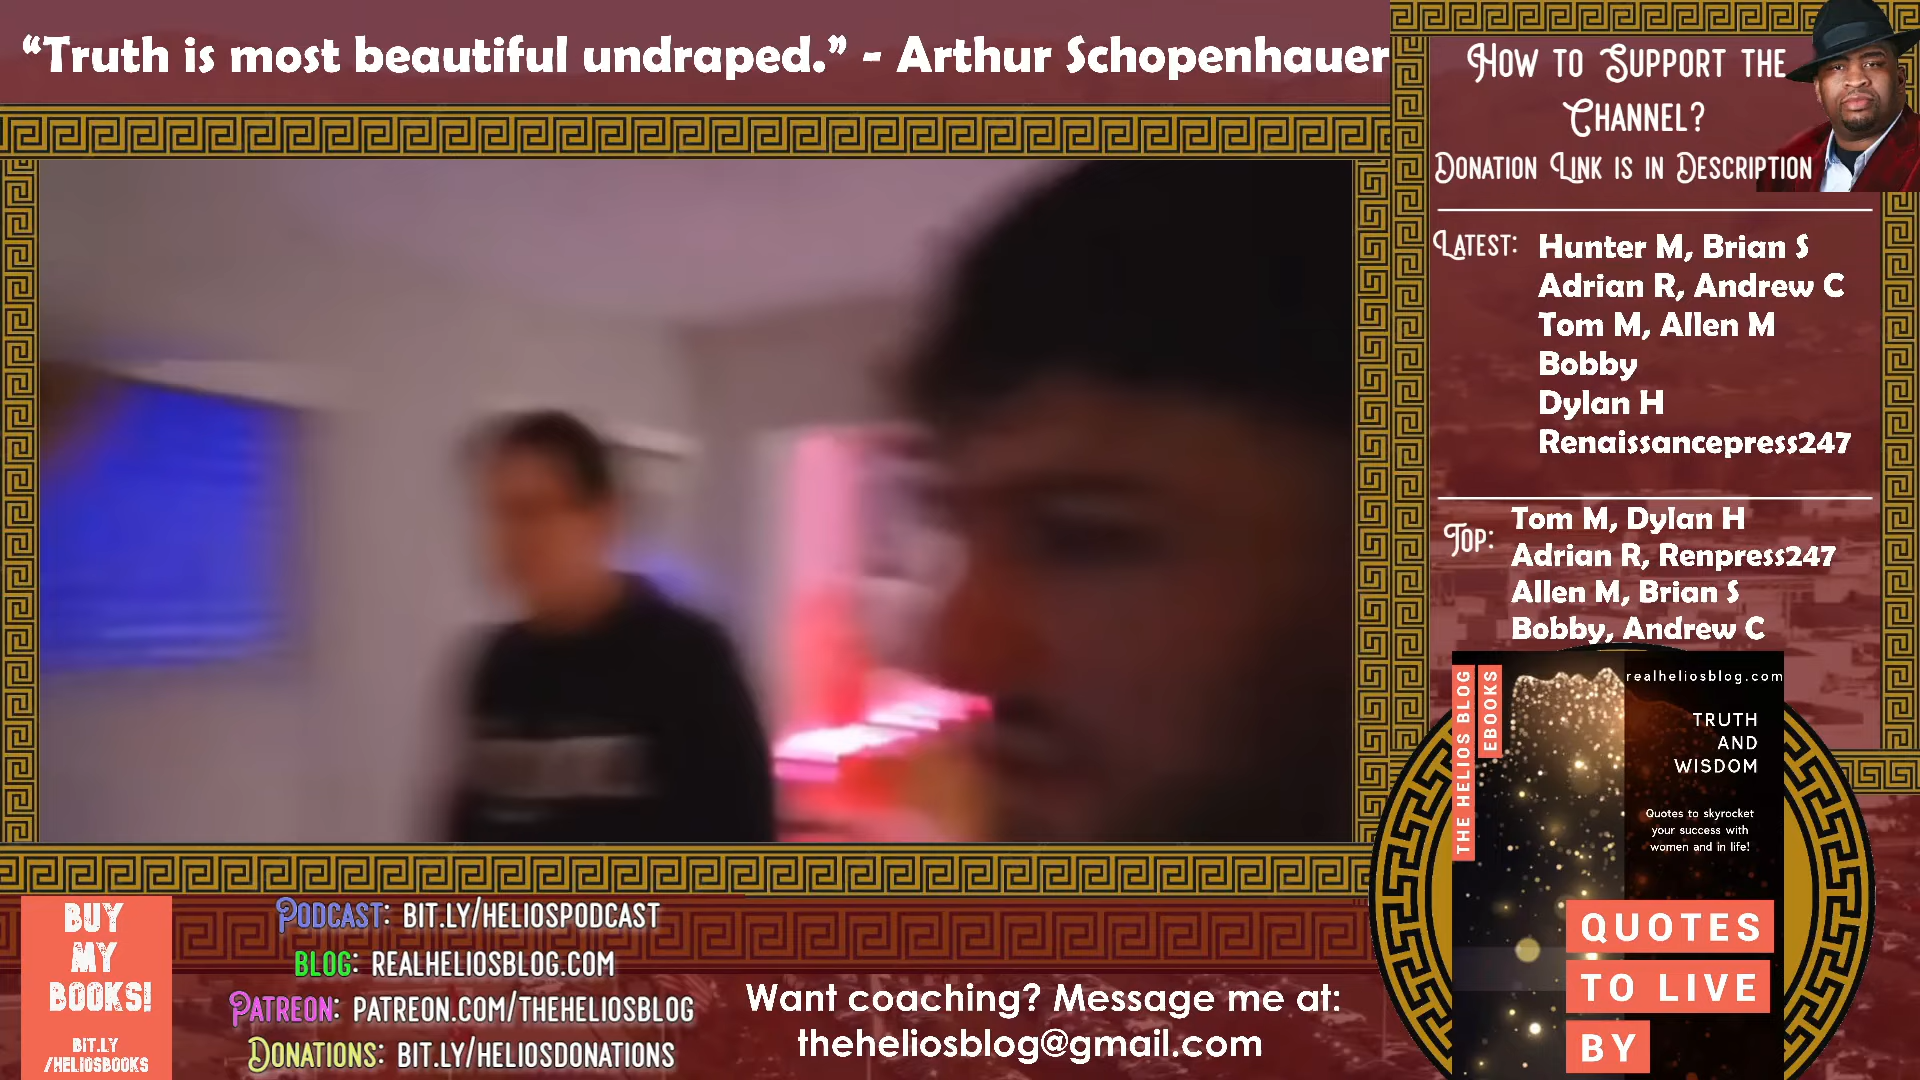 “Truth is most beautiful undraped.” - Arthur Schopenhauer
How to Support the
Channel?
Donation Link is in Description
Latest: Hunter M, Brian S
Adrian R, Andrew C
Tom M, Allen M
Bobby
Dylan H
Renaissancepress247
Top: Tom M, Dylan H
Adrian R, Renpress247
Allen M, Brian S
Bobby, Andrew C
THE HELIOS BLOG
EBOOKS
realheliosblog.com
TRUTH
AND
WISDOM
Quotes to skyrocket
your success with
women and in life!
QUOTES
TO LIVE
BY
BUY
MY
BOOKS!
BIT.LY
/HELIOSBOOKS
Podcast: BIT.LY/HELIOSPODCAST
BLOG: REALHELIOSBLOG.COM
Patreon: PATREON.COM/THEHELIOSBLOG
Donations: BIT.LY/HELIOSDONATIONS
Want coaching? Message me at:
theheliosblog@gmail.com